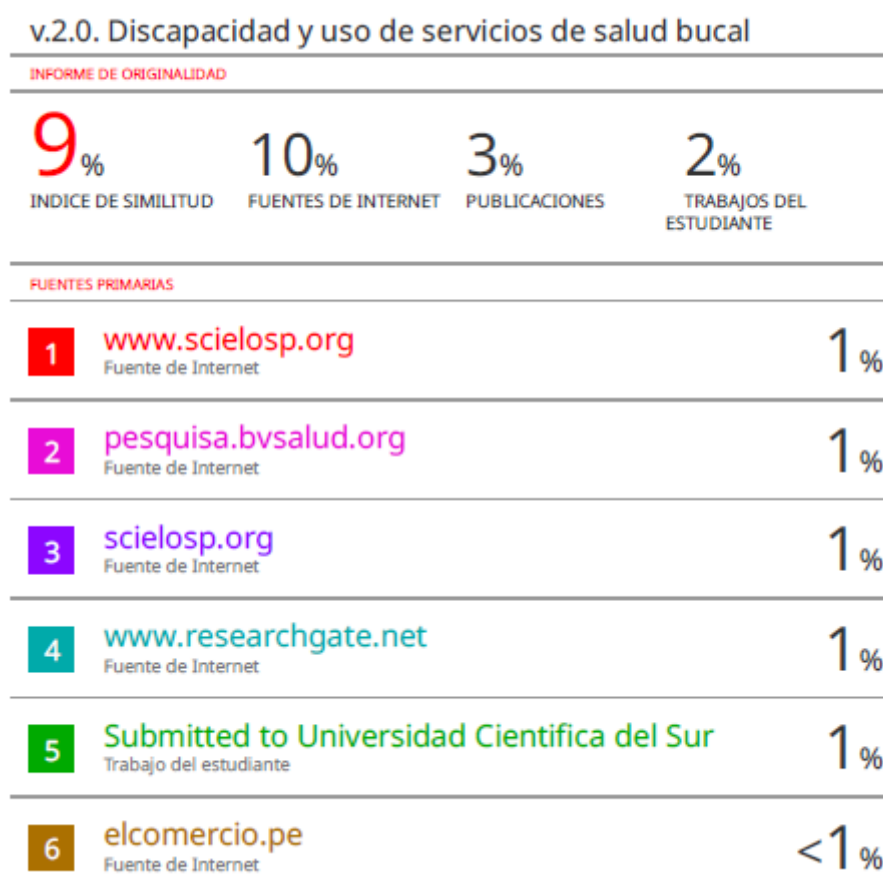 v.2.0. Discapacidad y uso de servicios de salud bucal
INFORME DE ORIGINALIDAD
9% 10% 3% 2%
INDICE DE SIMILITUD FUENTES DE INTERNET PUBLICACIONES TRABAJOS DEL
ESTUDIANTE
FUENTES PRIMARIAS
1 www.scielosp.org 1%
Fuente de Internet
2 pesquisa.bvsalud.org 1%
Fuente de Internet
3 scielosp.org 1%
Fuente de Internet
4 www.researchgate.net 1%
Fuente de Internet
5 Submitted to Universidad Cientifica del Sur 1%
Trabajo del estudiante
6 elcomercio.pe <1%
Fuente de Internet